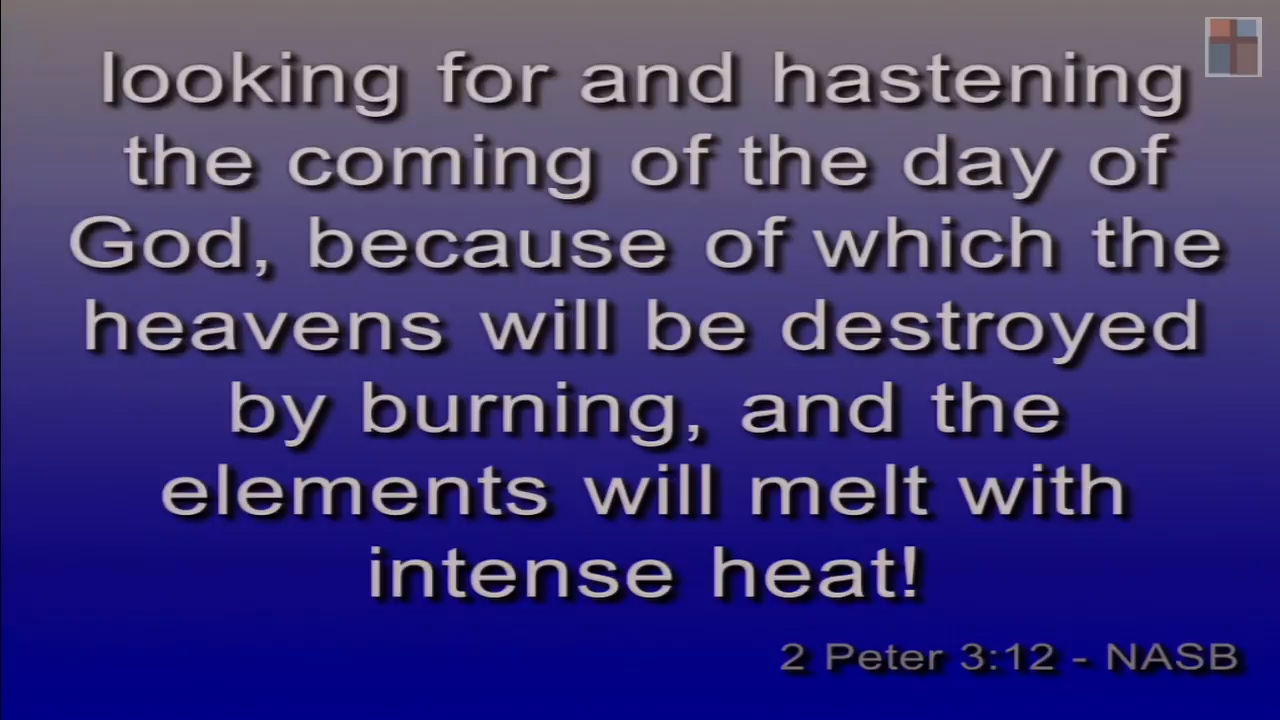 looking for and hastening
the coming of the day of
God, because of which the
heavens will be destroyed
by burning, and the
elements will melt with
intense heat!
2 Peter 3:12 - NASB